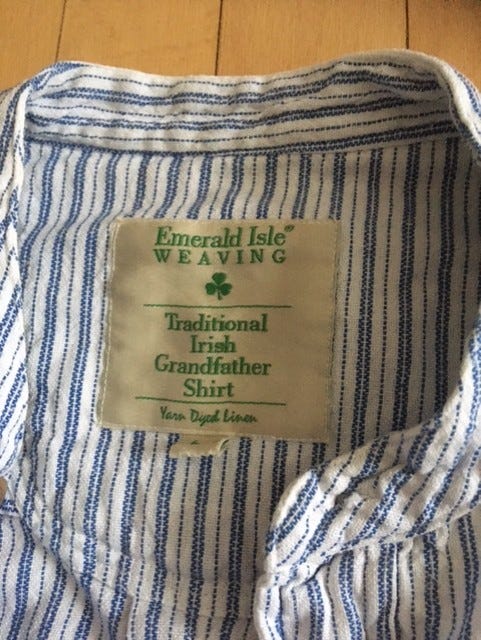 Emerald Isle®
WEAVING
Traditional
Irish
Grandfather
Shirt
Yarn Dyed Linen